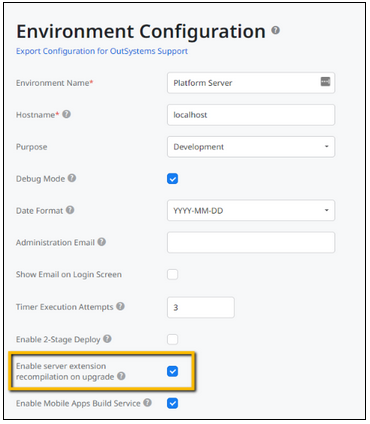 Environment Configuration ?
Export Configuration for OutSystems Support
Environment Name* Platform Server
Hostname* ? localhost
Purpose Development
Debug Mode ?
Date Format ? YYYY-MM-DD
Administration Email ?
Show Email on Login Screen
Timer Execution Attempts ? 3
Enable 2-Stage Deploy ?
Enable server extension
recompilation on upgrade ?
Enable Mobile Apps Build Service ?